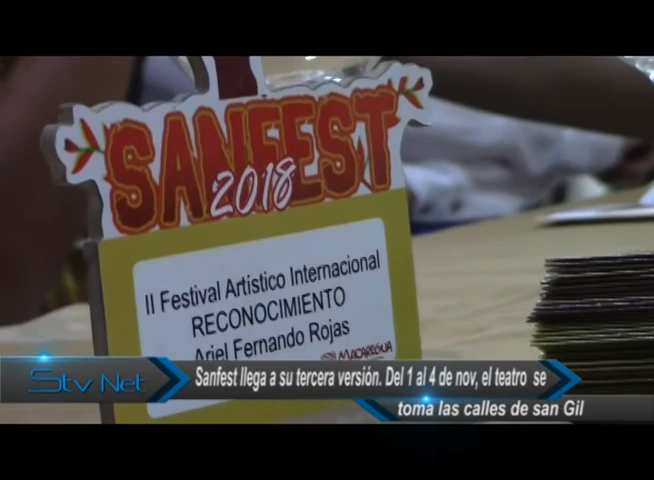 SANFEST
2018
II Festival Artístico Internacional
RECONOCIMIENTO
Ariel Fernando Rojas
MACAREGUA
Stv Net
Sanfest llega a su tercera versión. Del 1 al 4 de nov, el teatro se
toma las calles de san Gil